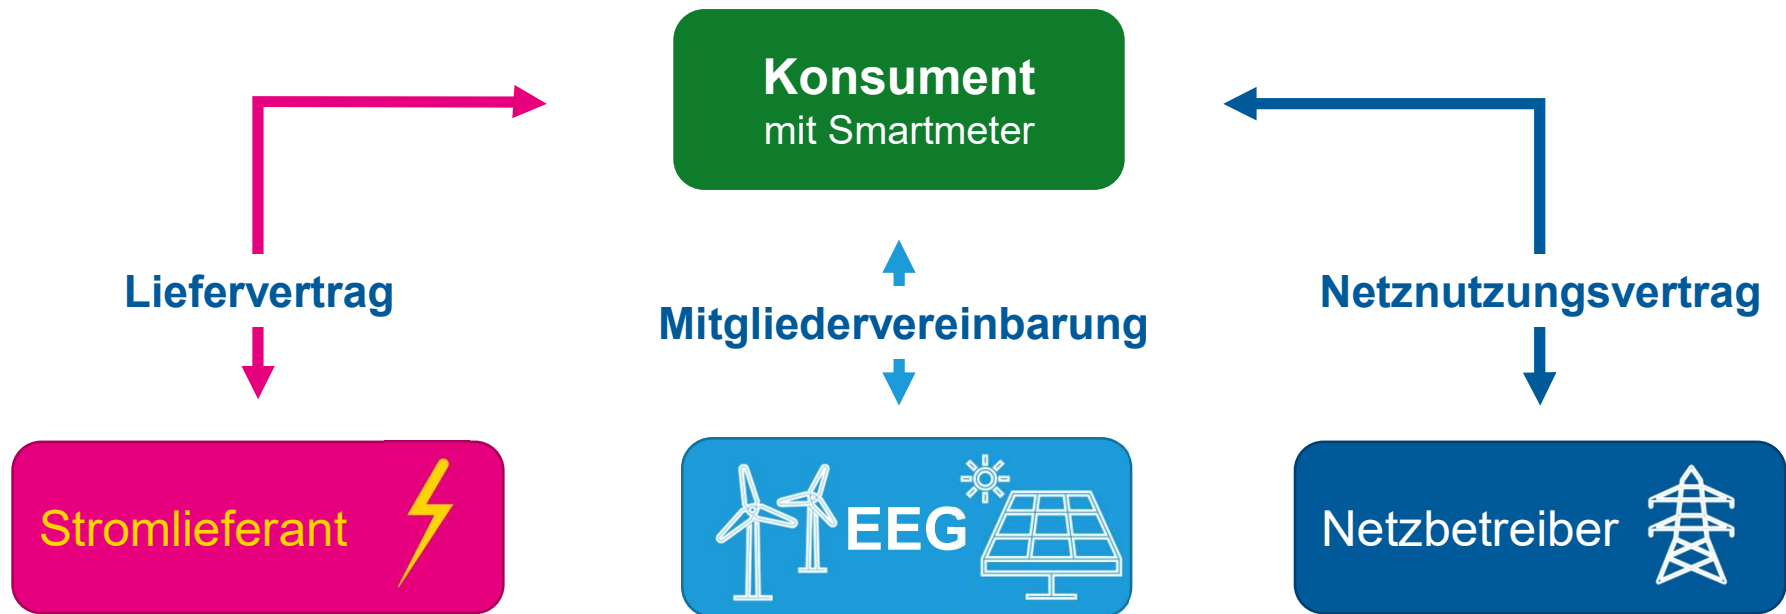 Konsument
mit Smartmeter
Liefervertrag
Mitgliedervereinbarung
Netznutzungsvertrag
Stromlieferant
EEG
Netzbetreiber